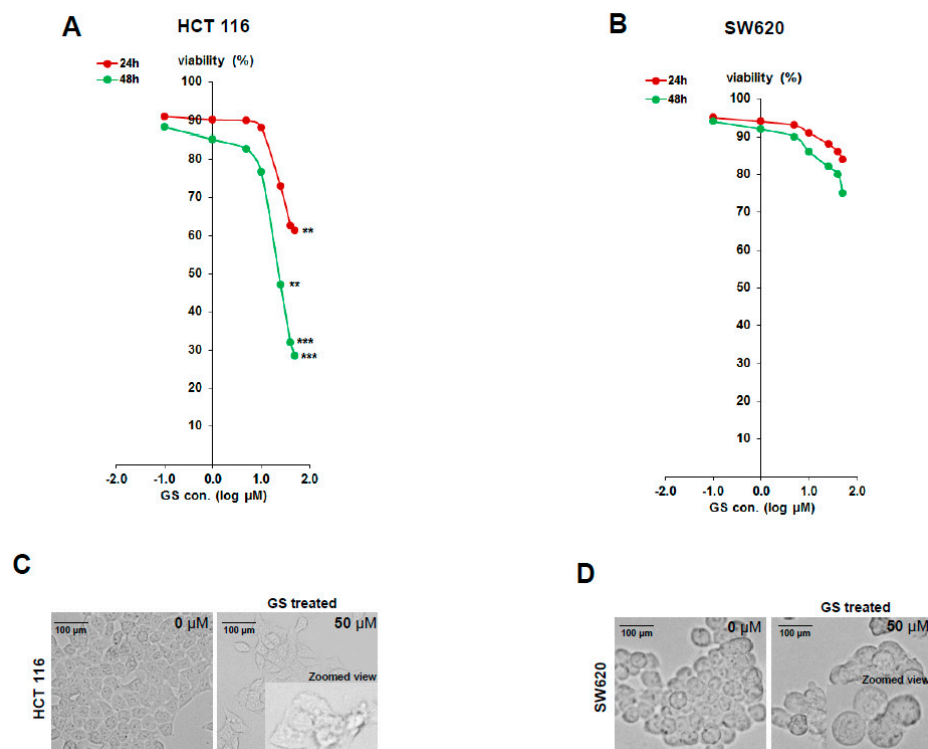 A
HCT 116
24h
48h
viability (%)
100
90
80
70
60
50
40
30
20
10
**
**
***
***
-2.0 -1.0 0.0 1.0 2.0
GS con. (log µM)
B
SW620
24h
48h
viability (%)
100
90
80
70
60
50
40
30
20
10
-2.0 -1.0 0.0 1.0 2.0
GS con. (log µM)
C
GS treated
HCT 116
100 µm
0 µM
100 µm
50 µM
Zoomed view
D
GS treated
SW620
100 µm
0 µM
100 µm
50 µM
Zoomed view